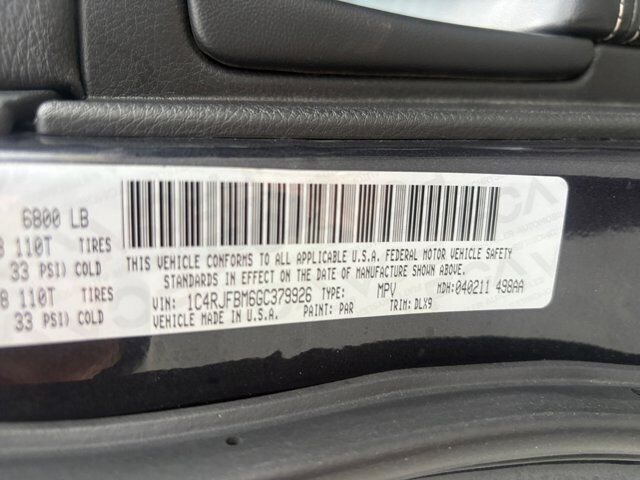 6800 LB
110T TIRES
33 PSI) COLD
8 110T TIRES
33 PSI) COLD
THIS VEHICLE CONFORMS TO ALL APPLICABLE U.S.A. FEDERAL MOTOR VEHICLE SAFETY
STANDARDS IN EFFECT ON THE DATE OF MANUFACTURE SHOWN ABOVE.
VIN: 1C4RJFBM6GC379926 TYPE: MPV MDH: 040211 498AA
VEHICLE MADE IN U.S.A. PAINT: PAR TRIM: DLX9